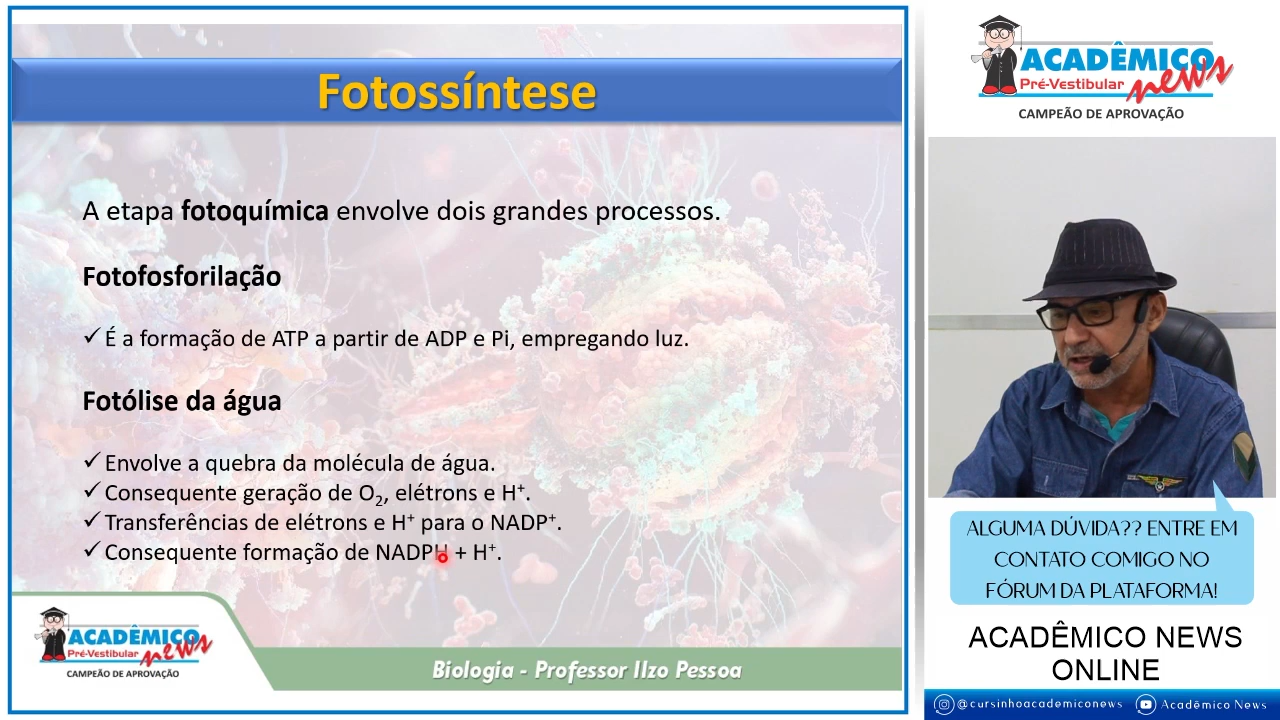 Fotossíntese
A etapa fotoquímica envolve dois grandes processos.
Fotofosforilação
✓ É a formação de ATP a partir de ADP e Pi, empregando luz.
Fotólise da água
✓ Envolve a quebra da molécula de água.
✓ Consequente geração de O₂, elétrons e H⁺.
✓ Transferências de elétrons e H⁺ para o NADP⁺.
✓ Consequente formação de NADPH + H⁺.
ACADÊMICO
Pré-Vestibular news
CAMPEÃO DE APROVAÇÃO
Biologia - Professor Ilzo Pessoa
ACADÊMICO
Pré-Vestibular news
CAMPEÃO DE APROVAÇÃO
ALGUMA DÚVIDA?? ENTRE EM
CONTATO COMIGO NO
FÓRUM DA PLATAFORMA!
ACADÊMICO NEWS
ONLINE
@cursinhoacademiconews Acadêmico News